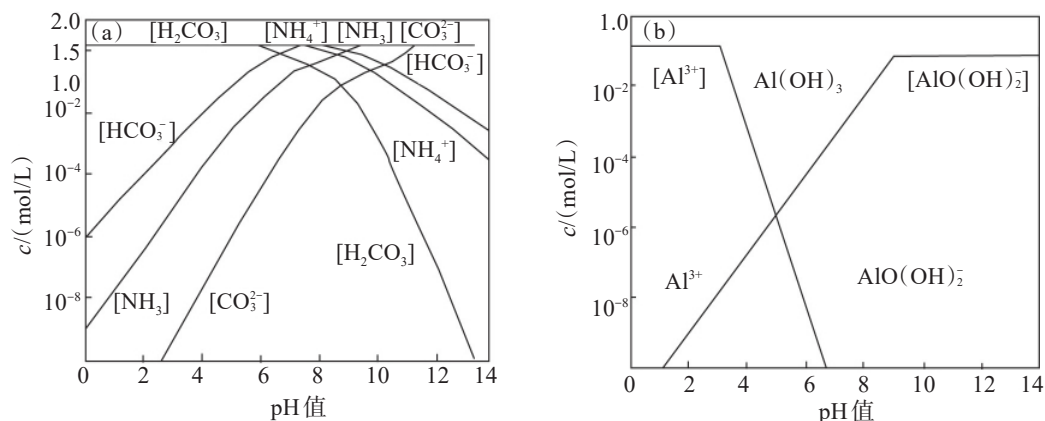 (a)
[H₂CO₃]
[NH₄⁺]
[NH₃]
[CO₃²⁻]
[HCO₃⁻]
[HCO₃⁻]
[NH₄⁺]
[H₂CO₃]
[NH₃]
[CO₃²⁻]
2.0
1.5
1.0
10⁻²
10⁻⁴
10⁻⁶
10⁻⁸
c/(mol/L)
0 2 4 6 8 10 12 14
pH值
(b)
[Al³⁺]
Al(OH)₃
[AlO(OH)₂⁻]
Al³⁺
AlO(OH)₂⁻
10⁻²
10⁻⁴
10⁻⁶
10⁻⁸
c/(mol/L)
0 2 4 6 8 10 12 14
pH值